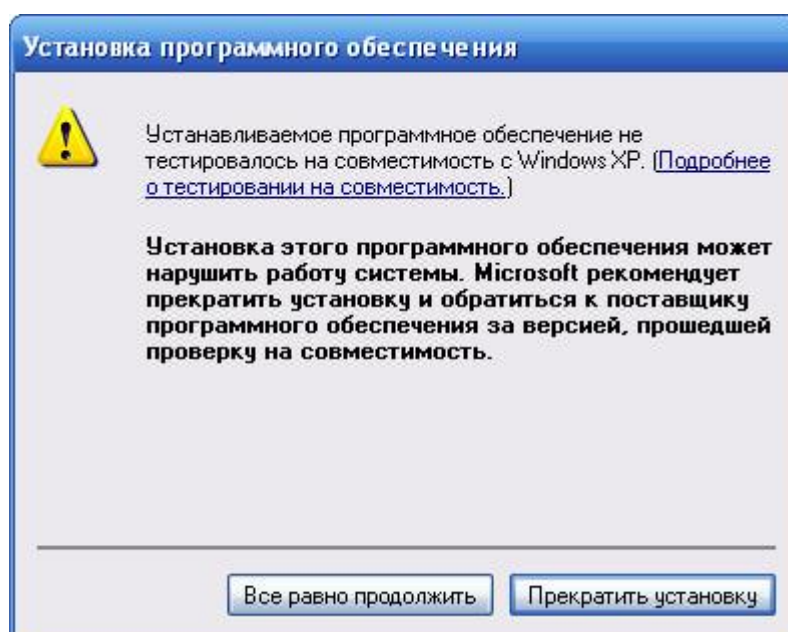 Установка программного обеспечения
Устанавливаемое программное обеспечение не
тестировалось на совместимость с Windows XP. (Подробнее
о тестировании на совместимость.)
Установка этого программного обеспечения может
нарушить работу системы. Microsoft рекомендует
прекратить установку и обратиться к поставщику
программного обеспечения за версией, прошедшей
проверку на совместимость.
Все равно продолжить
Прекратить установку